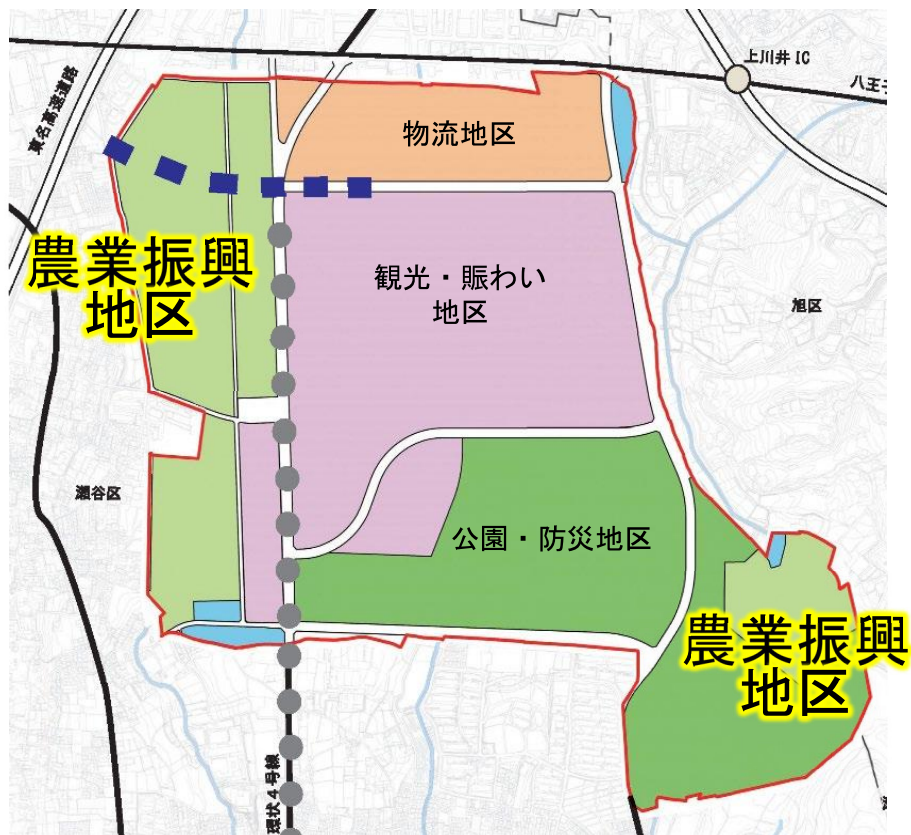 上川井IC
八王子
東名高速道路
物流地区
農業振興
地区
観光・賑わい
地区
旭区
瀬谷区
公園・防災地区
農業振興
地区
環状4号線